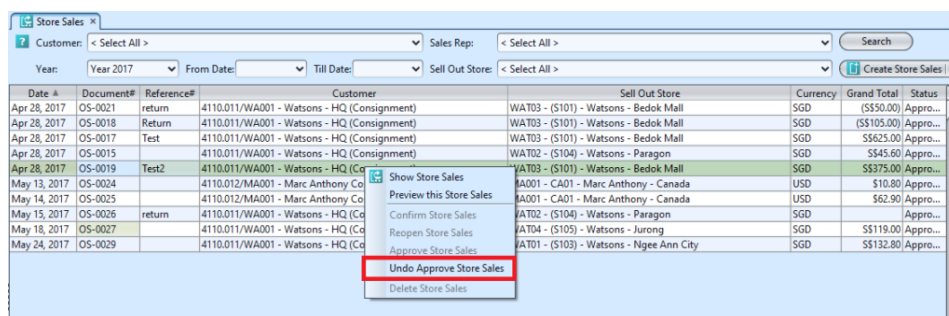 Store Sales ×
? Customer: < Select All > Sales Rep: < Select All > Search
Year: Year 2017 From Date: Till Date: Sell Out Store: < Select All > Create Store Sales
Date Document# Reference# Customer Sell Out Store Currency Grand Total Status
Apr 28, 2017 OS-0021 return 4110.011/WA001 - Watsons - HQ (Consignment) WAT03 - (S101) - Watsons - Bedok Mall SGD (S$50.00) Appro...
Apr 28, 2017 OS-0018 Return 4110.011/WA001 - Watsons - HQ (Consignment) WAT03 - (S101) - Watsons - Bedok Mall SGD (S$105.00) Appro...
Apr 28, 2017 OS-0017 Test 4110.011/WA001 - Watsons - HQ (Consignment) WAT03 - (S101) - Watsons - Bedok Mall SGD S$625.00 Appro...
Apr 28, 2017 OS-0015 4110.011/WA001 - Watsons - HQ (Consignment) WAT02 - (S104) - Watsons - Paragon SGD S$45.60 Appro...
Apr 28, 2017 OS-0019 Test2 4110.011/WA001 - Watsons - HQ (Co WAT03 - (S101) - Watsons - Bedok Mall SGD S$375.00 Appro...
May 13, 2017 OS-0024 4110.012/MA001 - Marc Anthony Co MA001 - CA01 - Marc Anthony - Canada USD $10.80 Appro...
May 14, 2017 OS-0025 4110.012/MA001 - Marc Anthony Co MA001 - CA01 - Marc Anthony - Canada USD $62.90 Appro...
May 15, 2017 OS-0026 return 4110.011/WA001 - Watsons - HQ (Co WAT02 - (S104) - Watsons - Paragon SGD Appro...
May 18, 2017 OS-0027 4110.011/WA001 - Watsons - HQ (Co WAT04 - (S105) - Watsons - Jurong SGD S$119.00 Appro...
May 24, 2017 OS-0029 4110.011/WA001 - Watsons - HQ (Co WAT01 - (S103) - Watsons - Ngee Ann City SGD S$132.80 Appro...
Show Store Sales
Preview this Store Sales
Confirm Store Sales
Reopen Store Sales
Approve Store Sales
Undo Approve Store Sales
Delete Store Sales